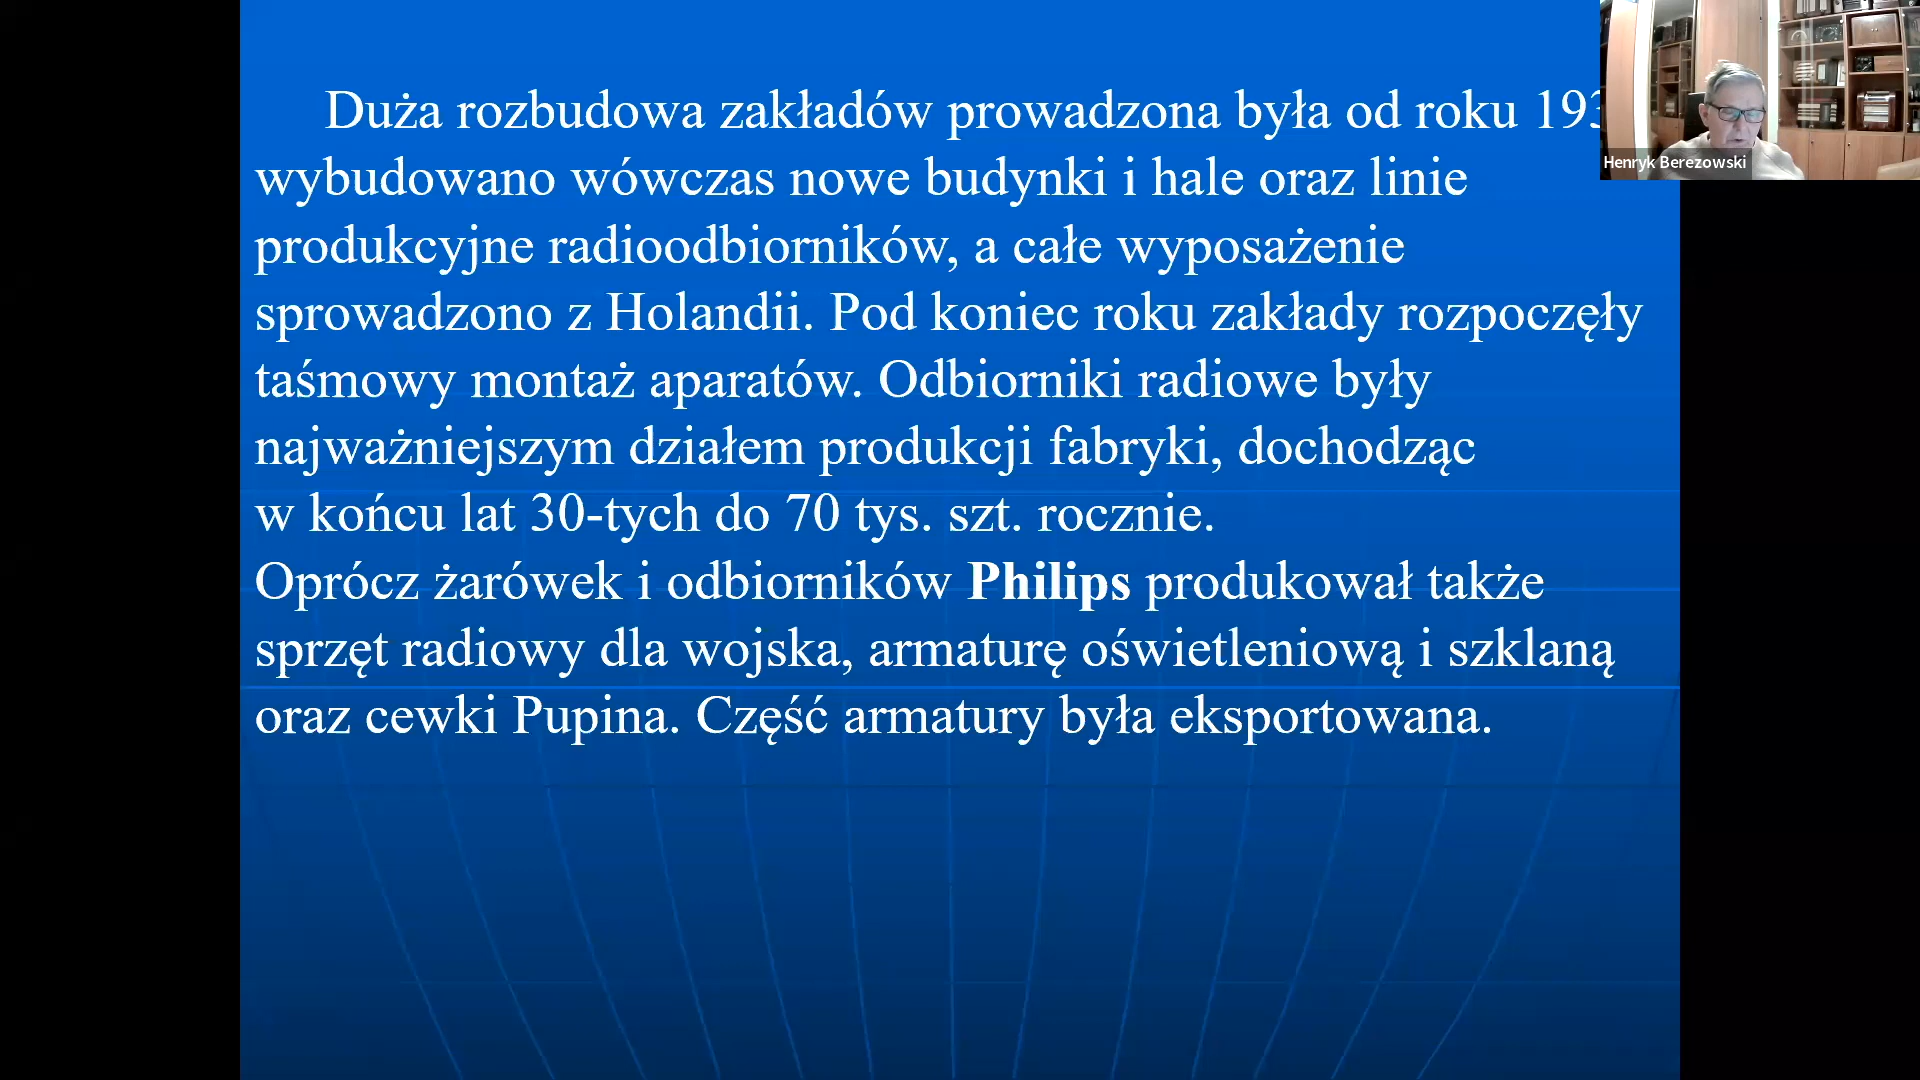 Duża rozbudowa zakładów prowadzona była od roku
wybudowano wówczas nowe budynki i hale oraz linie
produkcyjne radioodbiorników, a całe wyposażenie
sprowadzono z Holandii. Pod koniec roku zakłady rozpoczęły
taśmowy montaż aparatów. Odbiorniki radiowe były
najważniejszym działem produkcji fabryki, dochodząc
w końcu lat 30-tych do 70 tys. szt. rocznie.
Oprócz żarówek i odbiorników Philips produkował także
sprzęt radiowy dla wojska, armaturę oświetleniową i szklaną
oraz cewki Pupina. Część armatury była eksportowana.
Henryk Berezowski